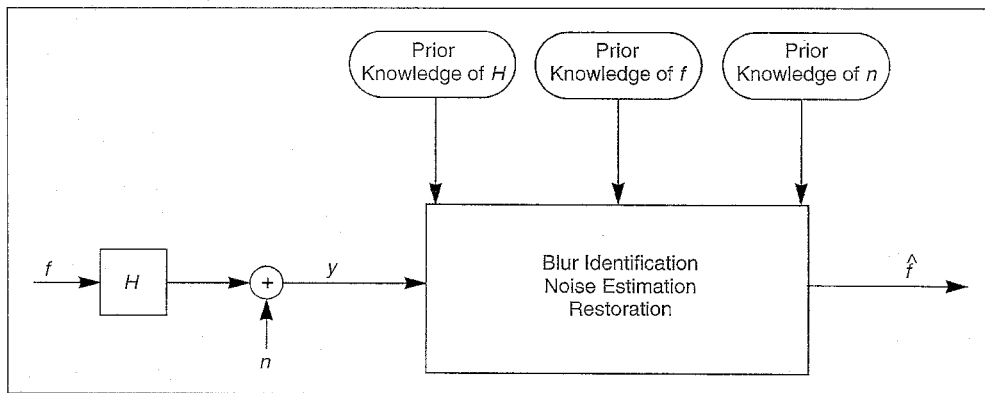 Prior
Knowledge of H
Prior
Knowledge of f
Prior
Knowledge of n
f
H
+
n
y
Blur Identification
Noise Estimation
Restoration
f̂